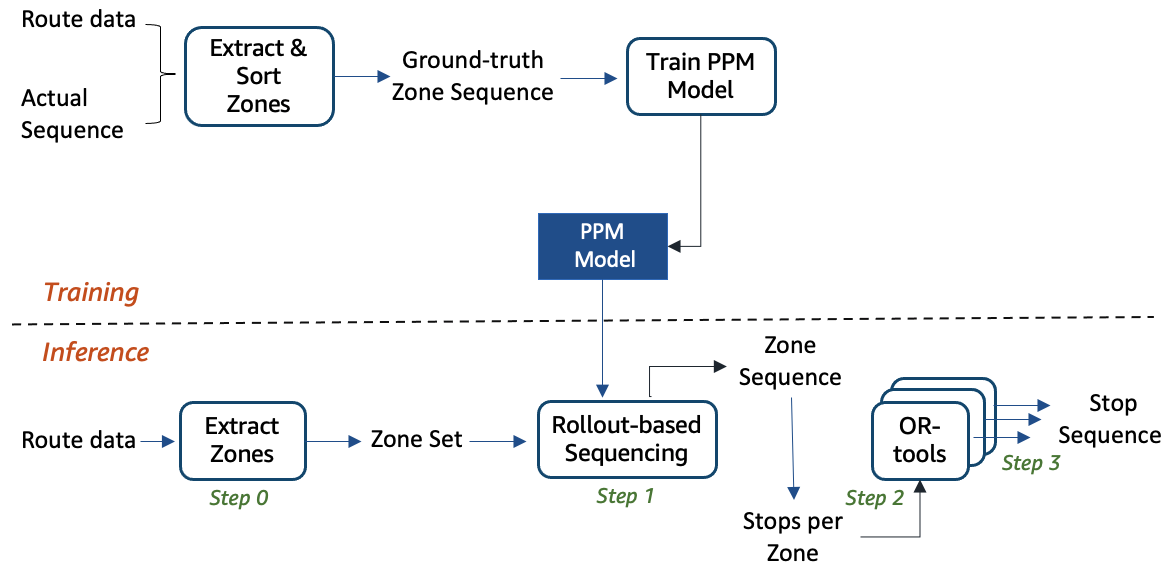 Route data
Actual
Sequence
Extract &
Sort
Zones
Ground-truth
Zone Sequence
Train PPM
Model
PPM
Model
Training
Inference
Route data
Extract
Zones
Step 0
Zone Set
Rollout-based
Sequencing
Step 1
Zone
Sequence
Stops per
Zone
Step 2
OR-
tools
Step 3
Stop
Sequence